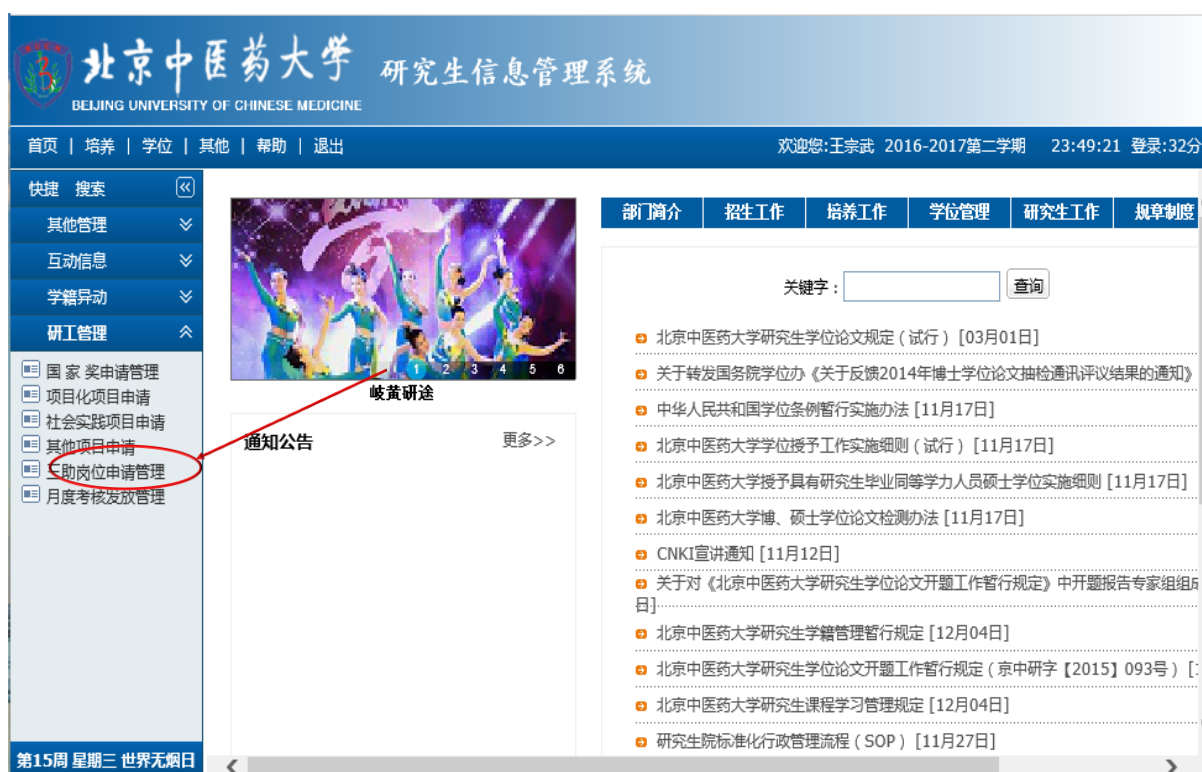 北京中医药大学 研究生信息管理系统
BEIJING UNIVERSITY OF CHINESE MEDICINE
首页 | 培养 | 学位 | 其他 | 帮助 | 退出
欢迎您:王宗武 2016-2017第二学期 23:49:21 登录:32分
快捷 搜索
其他管理
互动信息
学籍异动
研工管理
国 家 奖申请管理
项目化项目申请
社会实践项目申请
其他项目申请
三助岗位申请管理
月度考核发放管理
第15周 星期三 世界无烟日
1 2 3 4 5 6
岐黄研途
通知公告 更多>>
部门简介 招生工作 培养工作 学位管理 研究生工作 规章制度
关键字： 查询
北京中医药大学研究生学位论文规定（试行） [03月01日]
关于转发国务院学位办《关于反馈2014年博士学位论文抽检通讯评议结果的通知》
中华人民共和国学位条例暂行实施办法 [11月17日]
北京中医药大学学位授予工作实施细则（试行） [11月17日]
北京中医药大学授予具有研究生毕业同等学力人员硕士学位实施细则 [11月17日]
北京中医药大学博、硕士学位论文检测办法 [11月17日]
CNKI宣讲通知 [11月12日]
关于对《北京中医药大学研究生学位论文开题工作暂行规定》中开题报告专家组组成
日]
北京中医药大学研究生学籍管理暂行规定 [12月04日]
北京中医药大学研究生学位论文开题工作暂行规定（京中研字【2015】093号） [
北京中医药大学研究生课程学习管理规定 [12月04日]
研究生院标准化行政管理流程（SOP） [11月27日]